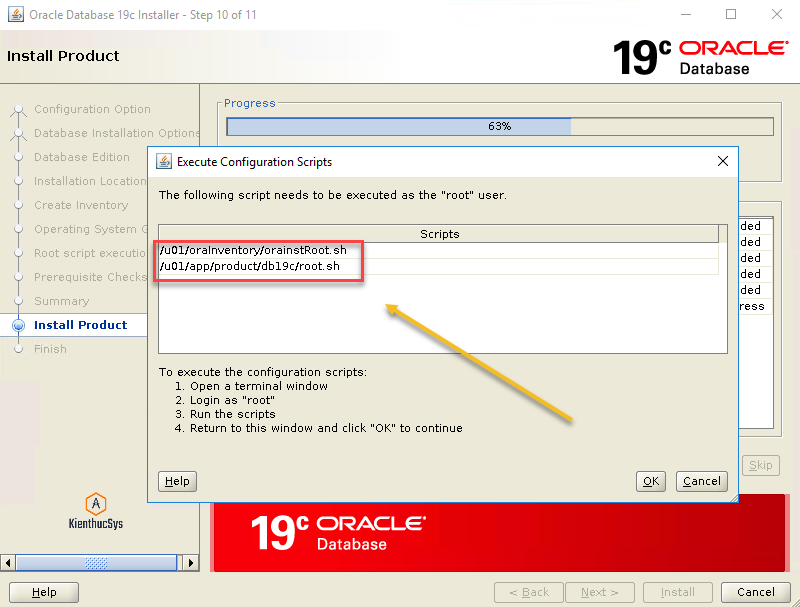 Oracle Database 19c Installer - Step 10 of 11
Install Product
19c ORACLE
Database
Configuration Option
Database Installation Options
Database Edition
Installation Location
Create Inventory
Operating System G
Root script executio
Prerequisite Checks
Summary
Install Product
Finish
Progress
63%
Execute Configuration Scripts
The following script needs to be executed as the "root" user.
Scripts
/u01/oraInventory/orainstRoot.sh
/u01/app/product/db19c/root.sh
ded
ded
ded
ded
ded
ress
To execute the configuration scripts:
1. Open a terminal window
2. Login as "root"
3. Run the scripts
4. Return to this window and click "OK" to continue
Help
OK
Cancel
Skip
A
KienthucSys
19c ORACLE
Database
Help
< Back
Next >
Install
Cancel